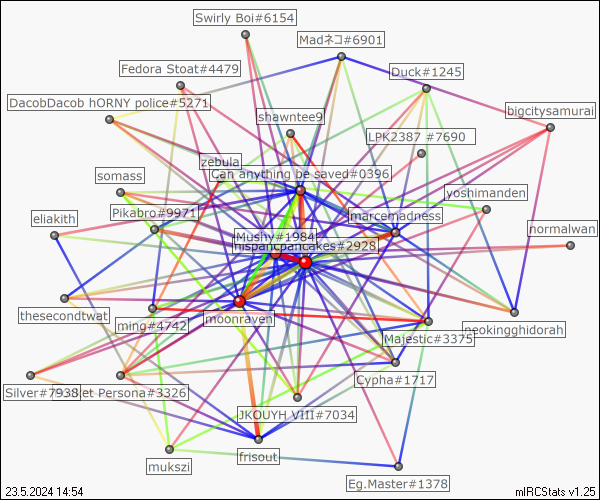 Swirly Boi#6154
Madネコ#6901
Fedora Stoat#4479
Duck#1245
DacobDacob hORNY police#5271
bigcitysamurai
shawntee9
LPK2387 #7690
zebula
Can anything be saved#0396
somass
yoshimanden
Pikabro#9971
marcemadness
eliakith
normalwan
Mushy#1984
hispanicpancakes#2928
thesecondtwat
moonraven
ming#4742
neokingghidorah
Majestic#3375
Silver#7938
let Persona#3326
Cypha#1717
JKOUYH VIII#7034
frisout
mukszi
Eg.Master#1378
23.5.2024 14:54
mIRCStats v1.25